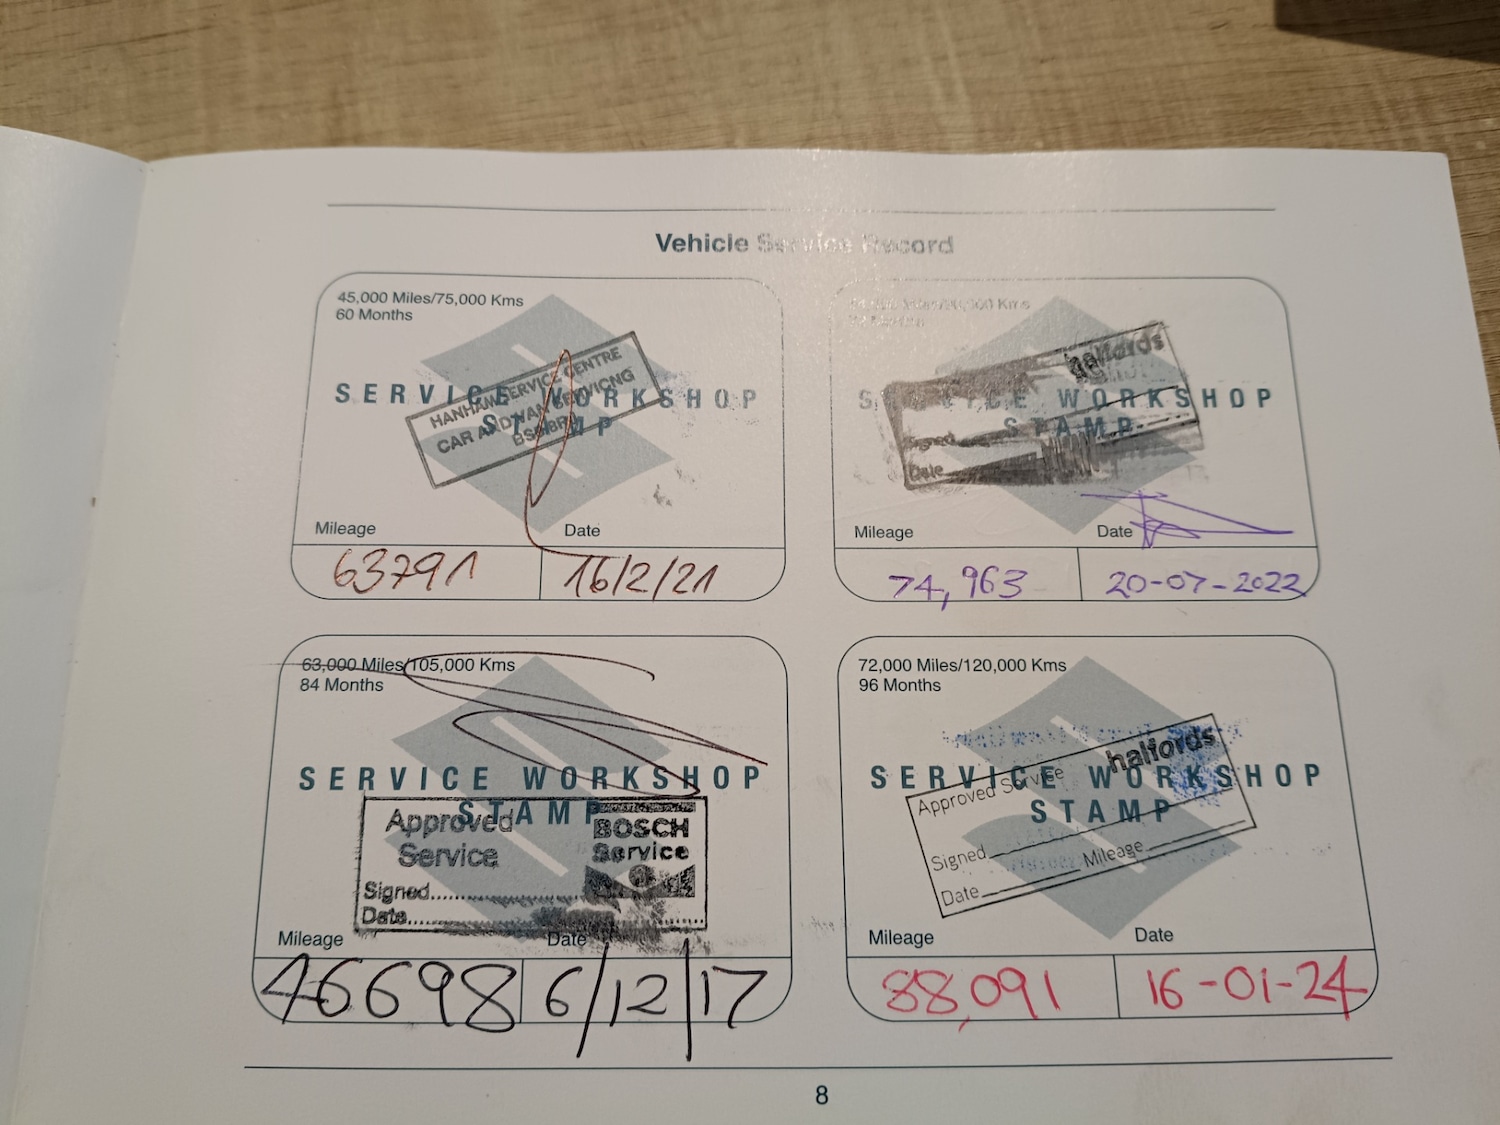 Vehicle Service Record
45,000 Miles/75,000 Kms
60 Months
SERVICE WORKSHOP
STAMP
HANHAM SERVICE CENTRE
CAR AND VAN SERVICING
Mileage
Date
63791
16/2/21
Kms
SERVICE WORKSHOP
STAMP
halfords
Signed
Date
Mileage
Date
74,963
20-07-2022
63,000 Miles/105,000 Kms
84 Months
SERVICE WORKSHOP
STAMP
Approved
Service
BOSCH
Service
Signed
Date
Mileage
Date
46698
6/12/17
72,000 Miles/120,000 Kms
96 Months
SERVICE WORKSHOP
STAMP
halfords
Approved Service
Signed
Mileage
Date
Mileage
Date
88,091
16-01-24
8